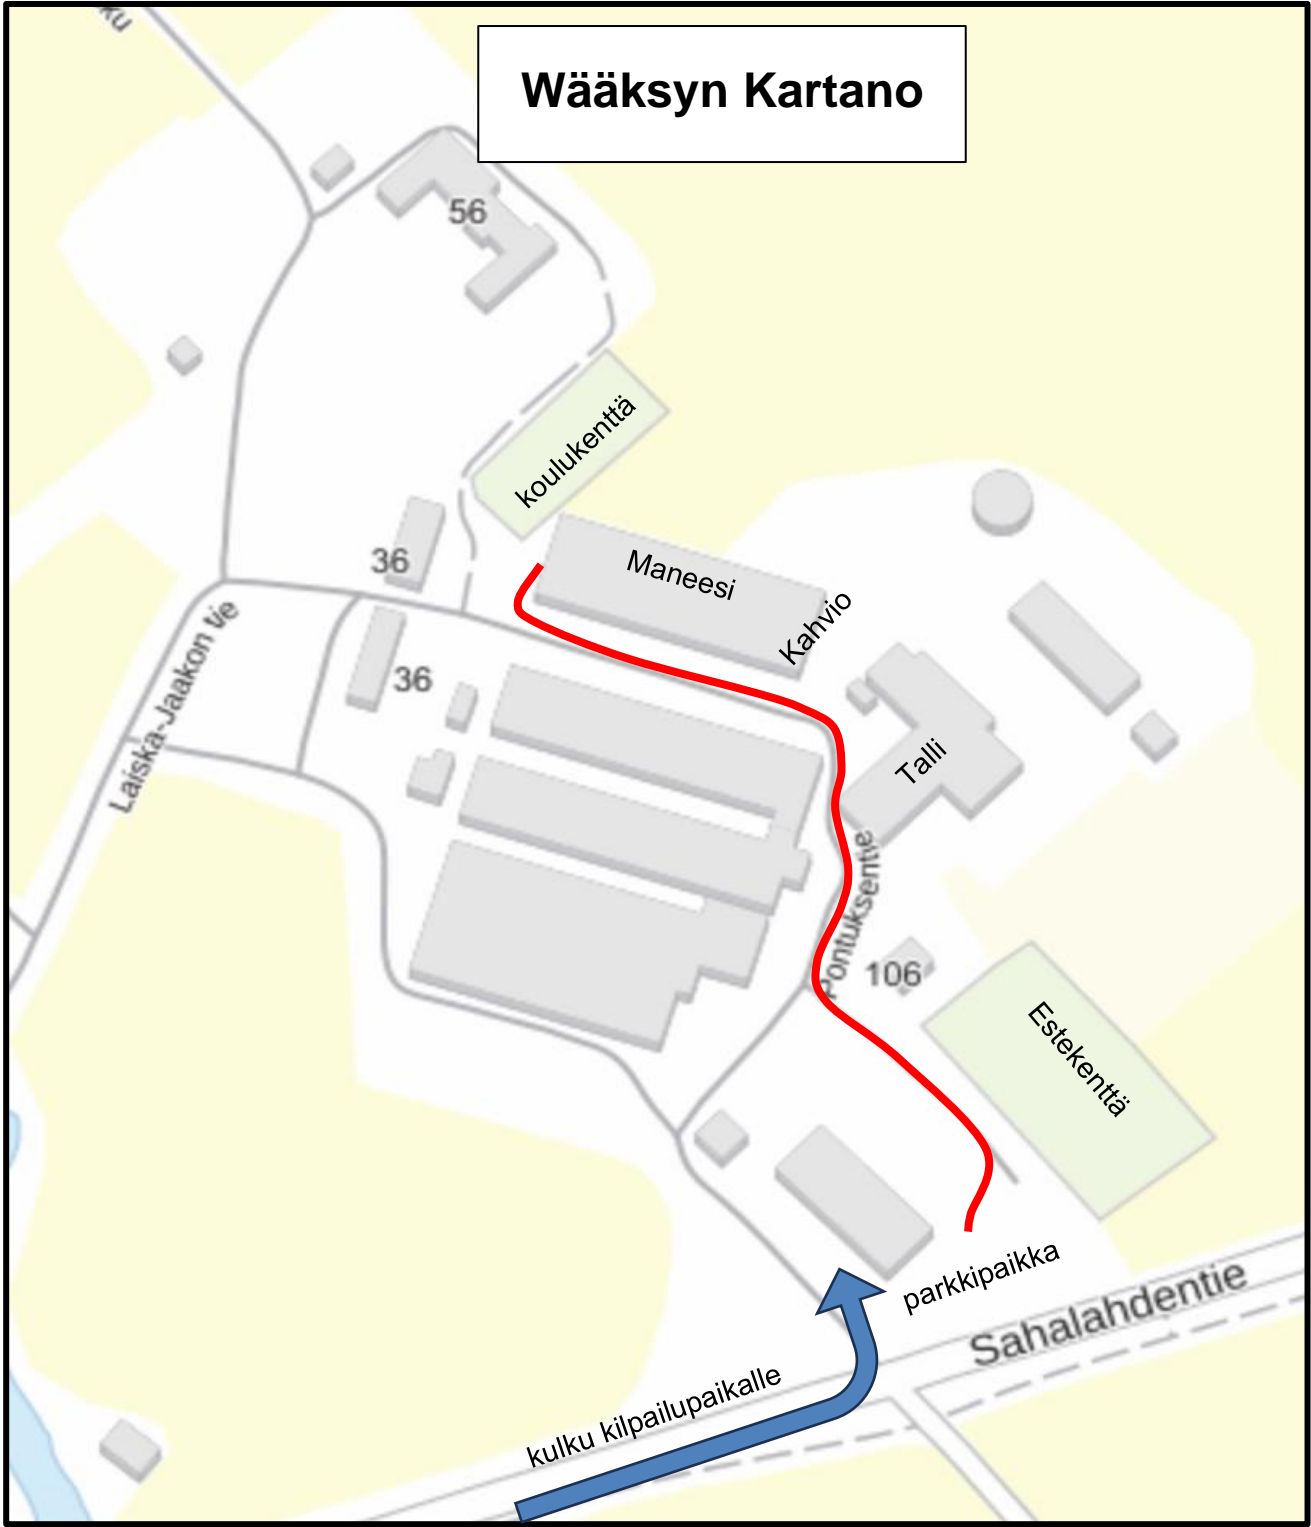 ku
Wääksyn Kartano
56
koulukenttä
36
Maneesi
Kahvio
Laiska-Jaakon tie
36
Talli
Pontuksentie
106
Estekenttä
parkkipaikka
Sahalahdentie
kulku kilpailupaikalle